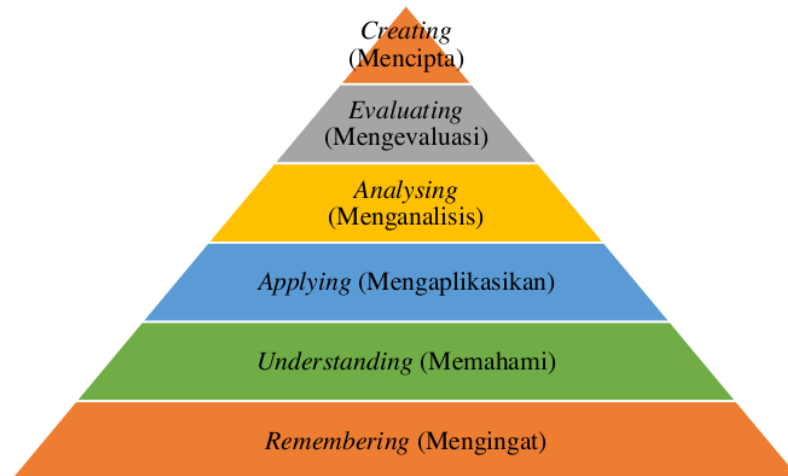 Creating
(Mencipta)
Evaluating
(Mengevaluasi)
Analysing
(Menganalisis)
Applying (Mengaplikasikan)
Understanding (Memahami)
Remembering (Mengingat)